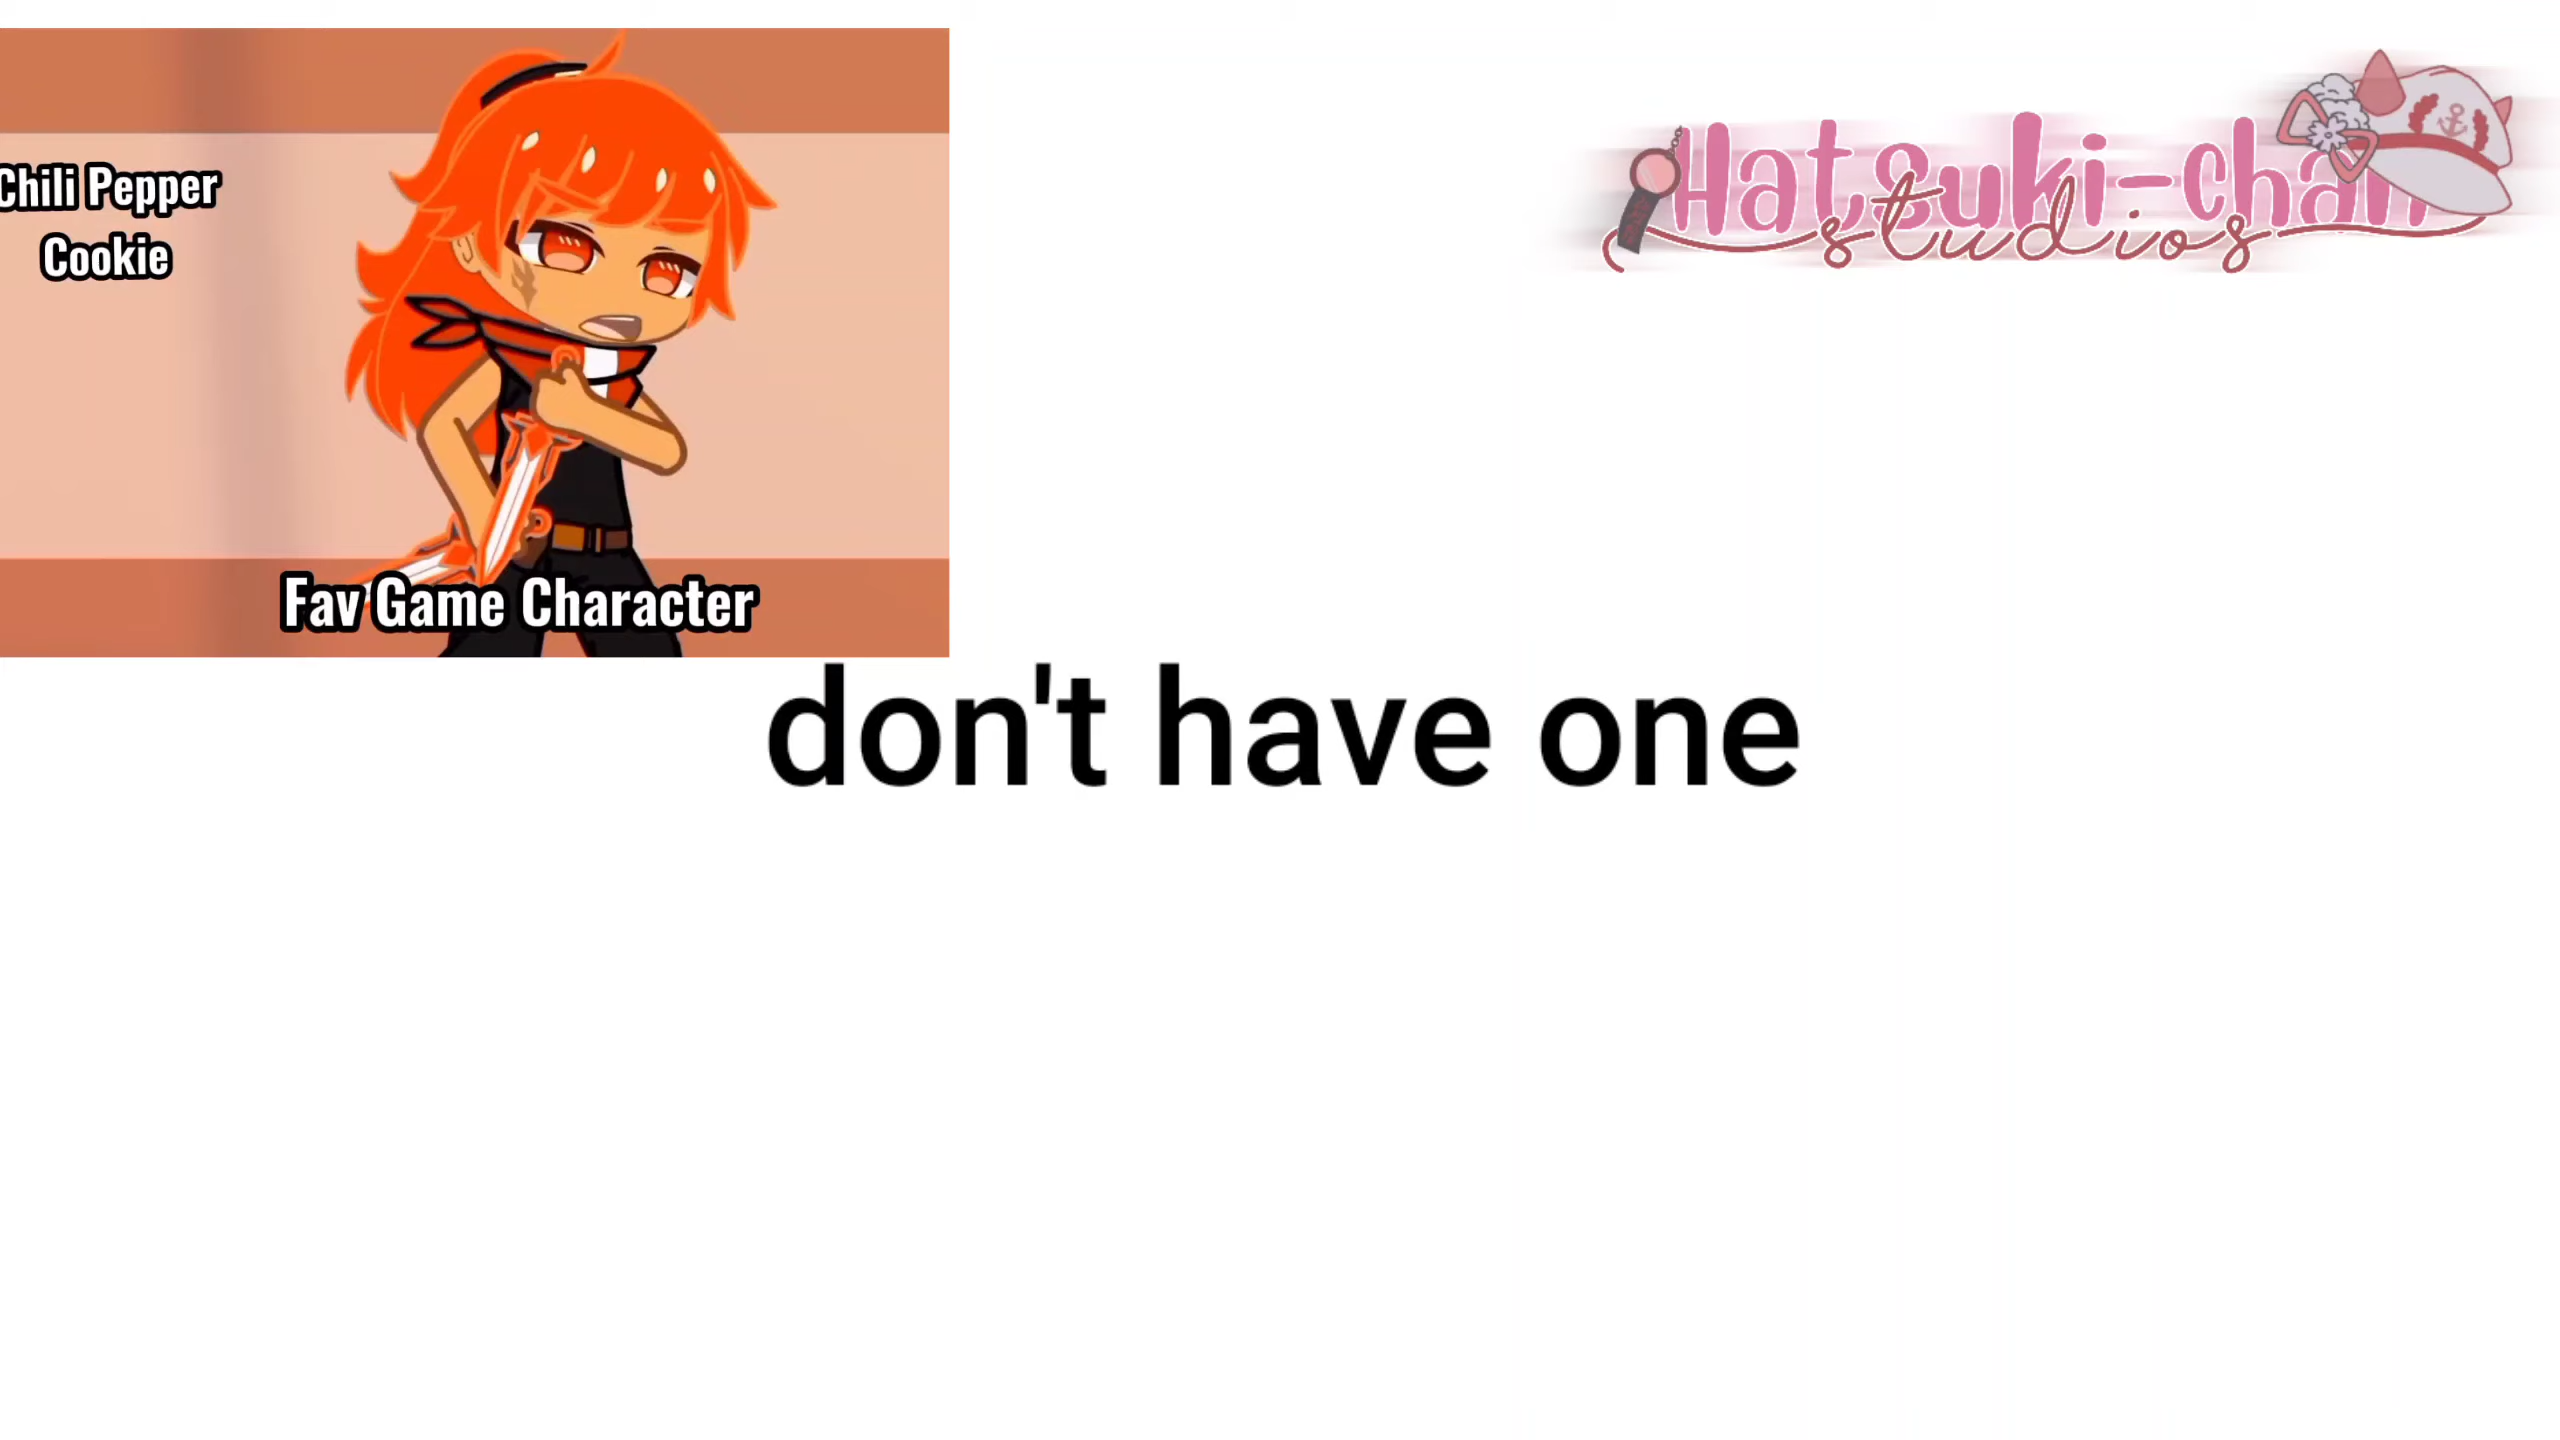 Chili Pepper
Cookie
Fav Game Character
Hatsuki-chan
studios
don't have one